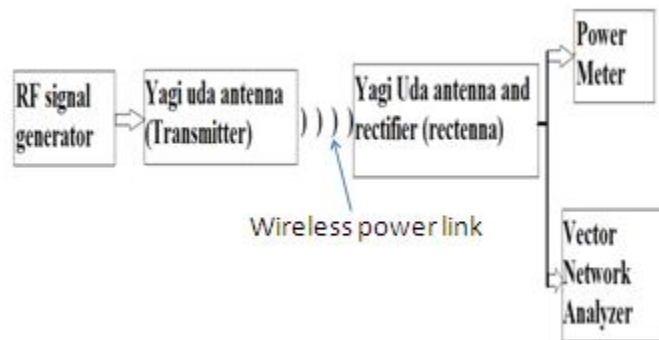 RF signal
generator
Yagi uda antenna
(Transmitter)
Yagi Uda antenna and
rectifier (rectenna)
Power
Meter
Wireless power link
Vector
Network
Analyzer